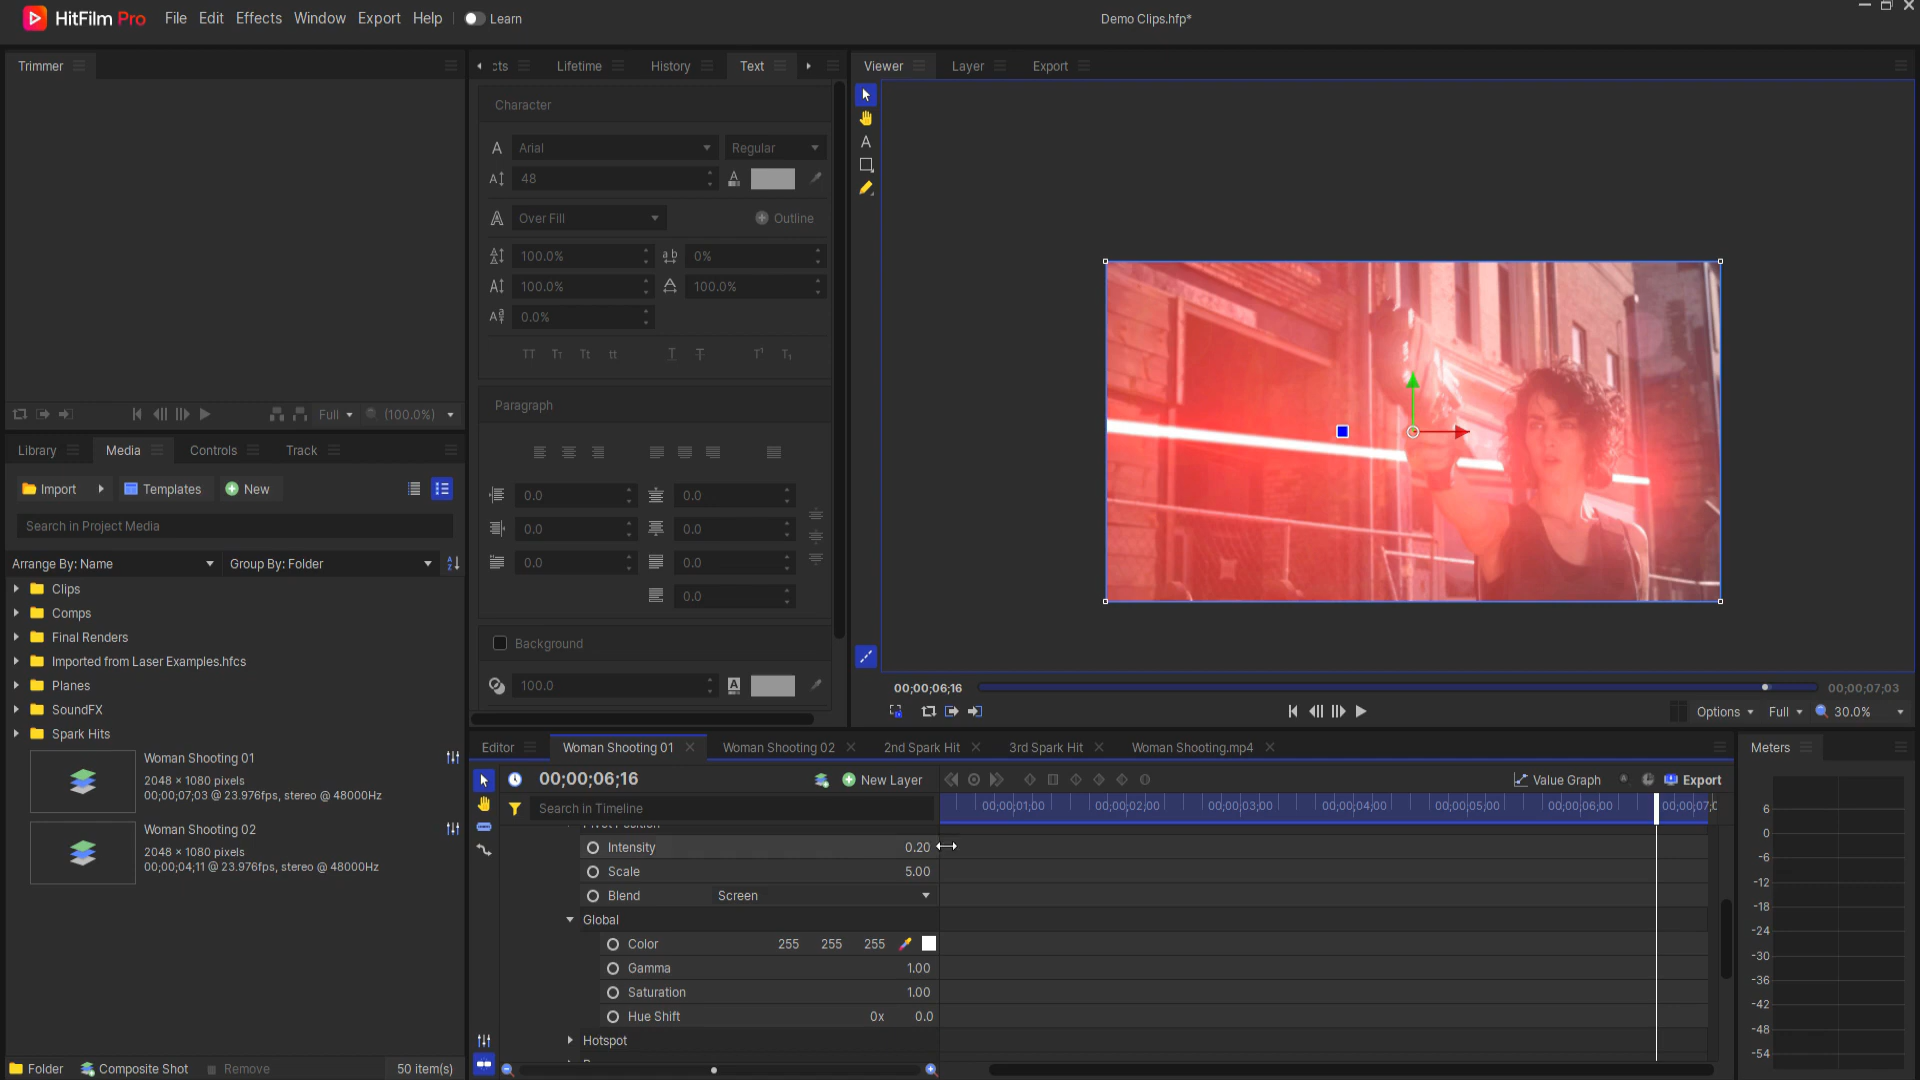 HitFilm Pro File Edit Effects Window Export Help Learn Demo Clips.hfp*
Trimmer
cts Lifetime History Text
Viewer Layer Export
Character
Arial Regular
48
Over Fill Outline
100.0% 0%
100.0% 100.0%
0.0%
TT Tт Tt tt T T T¹ T₁
Paragraph
0.0 0.0
0.0 0.0
0.0 0.0
0.0
Background
100.0
Full (100.0%)
Library Media Controls Track
Import Templates New
Search in Project Media
Arrange By: Name Group By: Folder
Clips
Comps
Final Renders
Imported from Laser Examples.hfcs
Planes
SoundFX
Spark Hits
Woman Shooting 01
2048 × 1080 pixels
00;00;07;03 @ 23.976fps, stereo @ 48000Hz
Woman Shooting 02
2048 × 1080 pixels
00;00;04;11 @ 23.976fps, stereo @ 48000Hz
Folder Composite Shot Remove 50 item(s)
00;00;06;16 00;00;07;03
Options Full 30.0%
Editor Woman Shooting 01 Woman Shooting 02 2nd Spark Hit 3rd Spark Hit Woman Shooting.mp4
00;00;06;16 New Layer Value Graph Export
Search in Timeline
00;00;01;00 00;00;02;00 00;00;03;00 00;00;04;00 00;00;05;00 00;00;06;00 00;00;07;0
Intensity 0.20
Scale 5.00
Blend Screen
Global
Color 255 255 255
Gamma 1.00
Saturation 1.00
Hue Shift 0x 0.0
Hotspot
Meters
6
0
-6
-12
-18
-24
-30
-36
-42
-48
-54